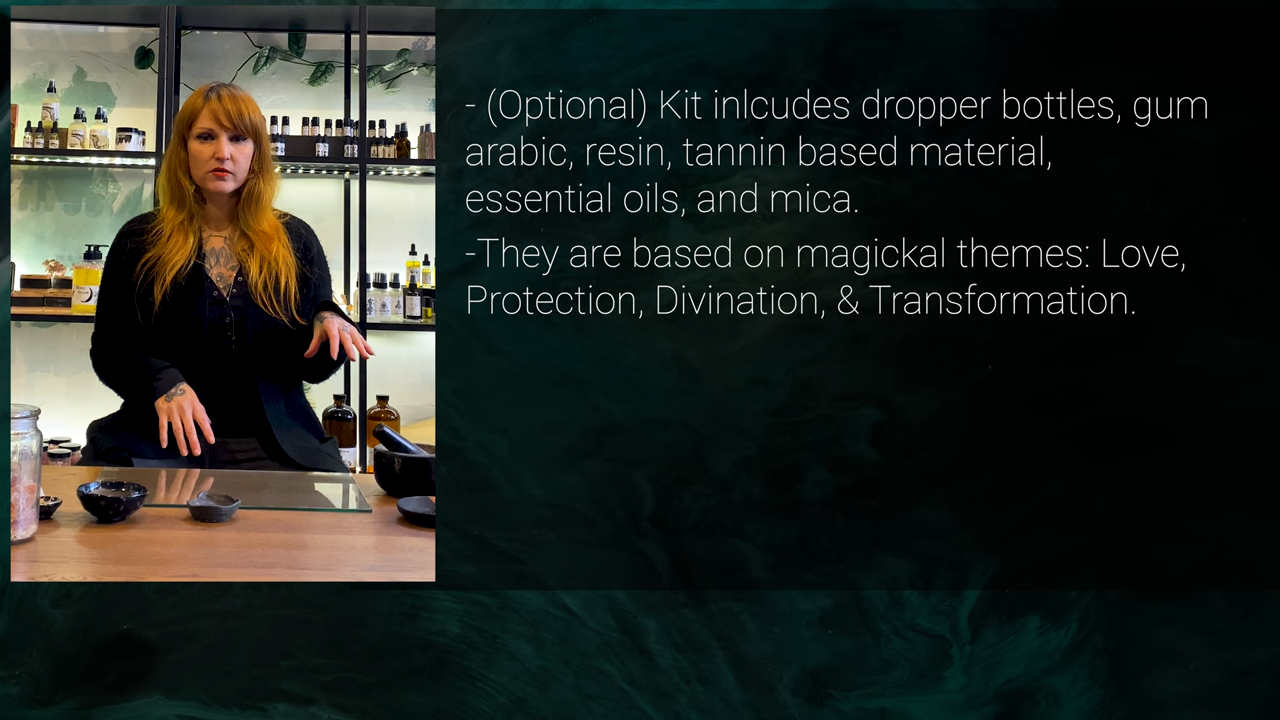 - (Optional) Kit inlcudes dropper bottles, gum
arabic, resin, tannin based material,
essential oils, and mica.
-They are based on magickal themes: Love,
Protection, Divination, & Transformation.